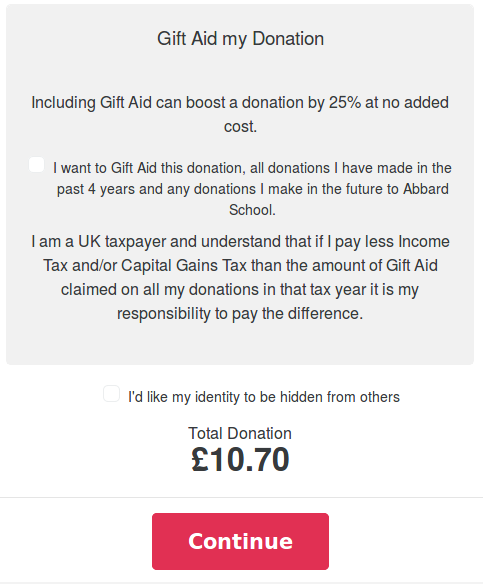 Gift Aid my Donation
Including Gift Aid can boost a donation by 25% at no added
cost.
I want to Gift Aid this donation, all donations I have made in the
past 4 years and any donations I make in the future to Abbard
School.
I am a UK taxpayer and understand that if I pay less Income
Tax and/or Capital Gains Tax than the amount of Gift Aid
claimed on all my donations in that tax year it is my
responsibility to pay the difference.
I'd like my identity to be hidden from others
Total Donation
£10.70
Continue